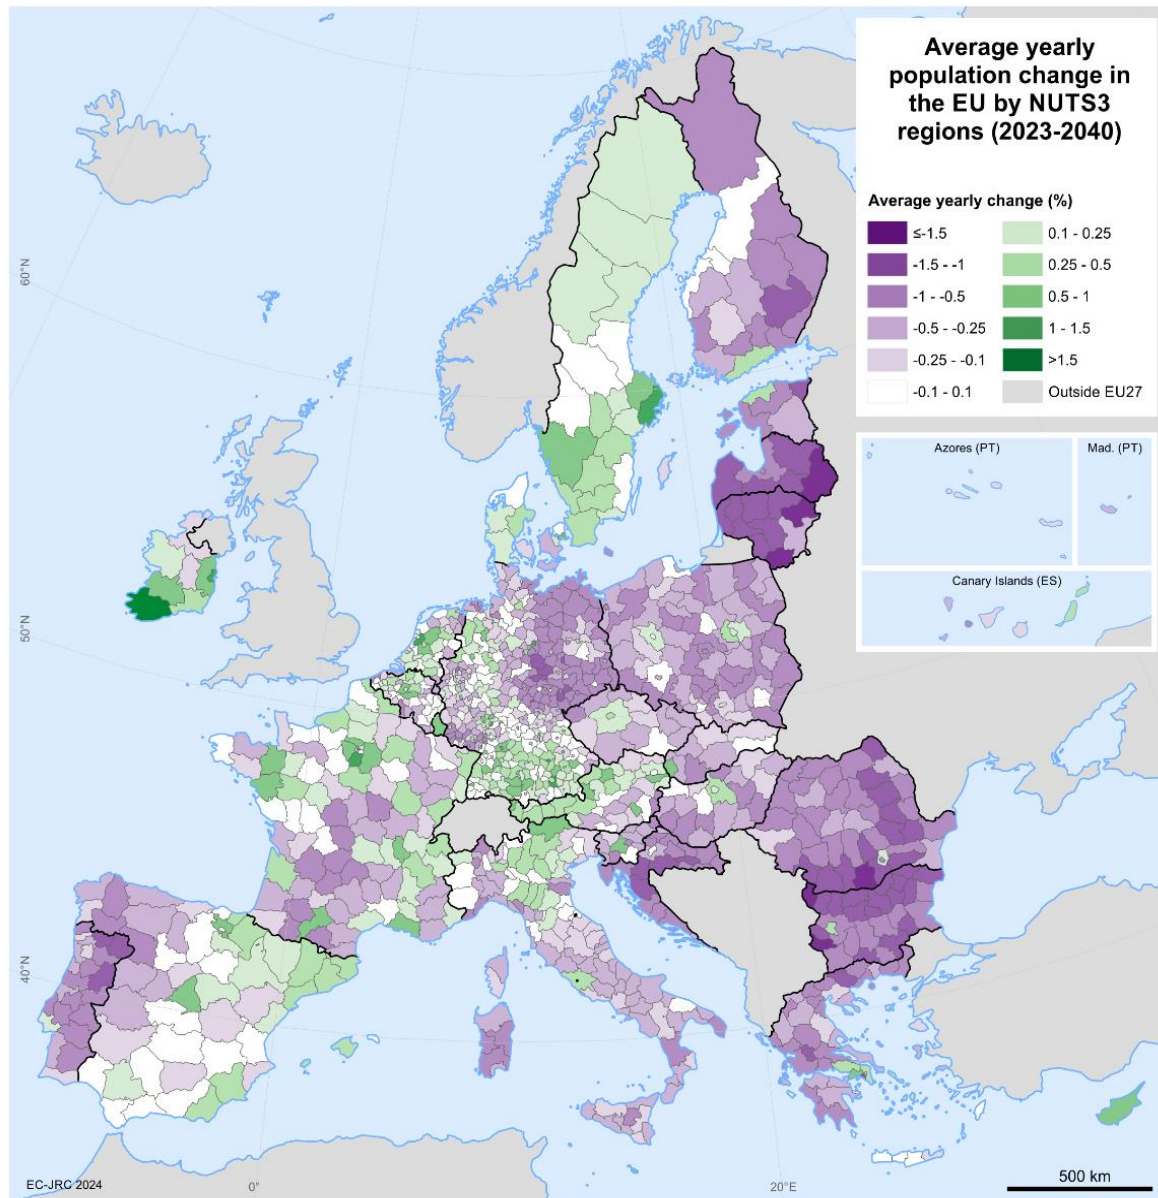 Average yearly
population change in
the EU by NUTS3
regions (2023-2040)
Average yearly change (%)
≤-1.5
-1.5 - -1
-1 - -0.5
-0.5 - -0.25
-0.25 - -0.1
-0.1 - 0.1
0.1 - 0.25
0.25 - 0.5
0.5 - 1
1 - 1.5
>1.5
Outside EU27
Azores (PT)
Mad. (PT)
Canary Islands (ES)
60°N
50°N
40°N
EC-JRC 2024
0°
20°E
500 km